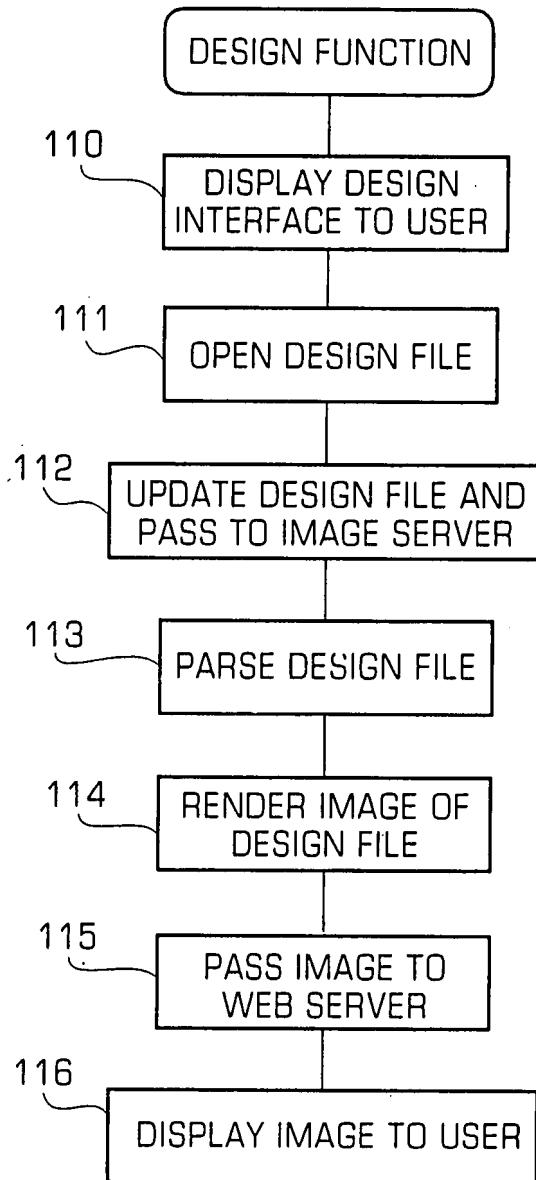 DESIGN FUNCTION
110
DISPLAY DESIGN
INTERFACE TO USER
111
OPEN DESIGN FILE
112
UPDATE DESIGN FILE AND
PASS TO IMAGE SERVER
113
PARSE DESIGN FILE
114
RENDER IMAGE OF
DESIGN FILE
115
PASS IMAGE TO
WEB SERVER
116
DISPLAY IMAGE TO USER